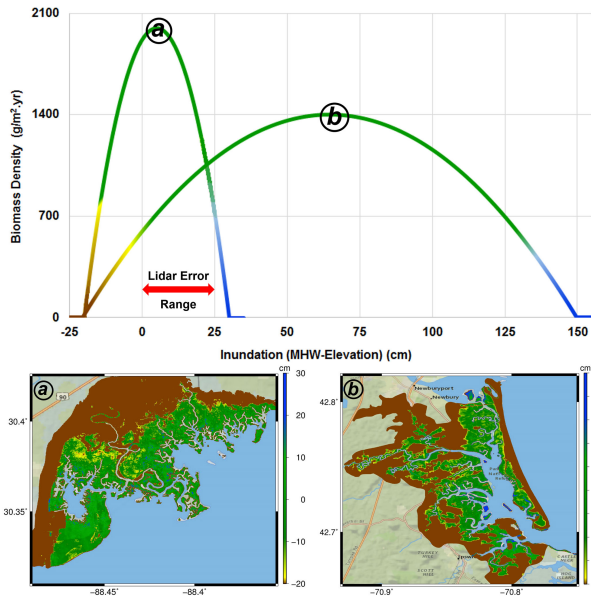 2100
a
1400
b
Biomass Density (g/m².yr)
700
Lidar Error
Range
0
-25 0 25 50 75 100 125 150
Inundation (MHW-Elevation) (cm)
a
cm
30
90
30.4°
20
10
0
30.35°
−10
−20
−88.45° −88.4°
b
cm
Newburyport
Newbury
42.8°
42.7°
−70.9° −70.8°